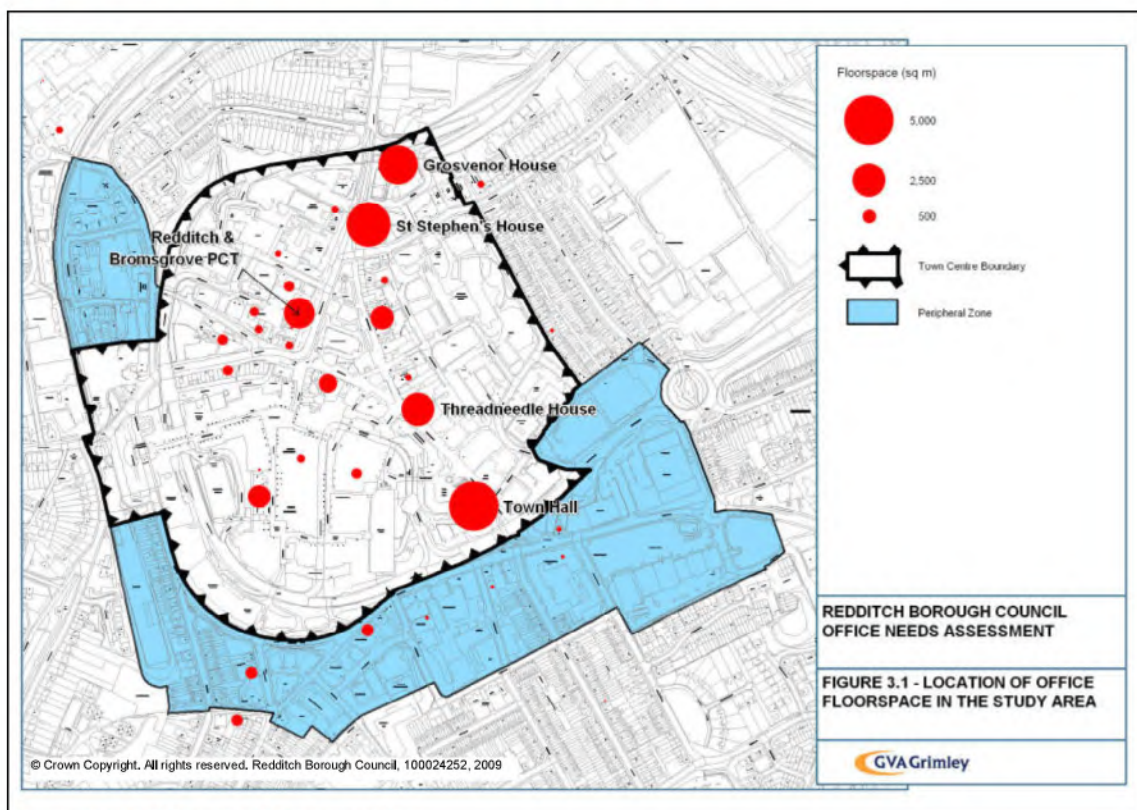 Grosvenor House
St Stephen's House
Redditch &
Bromsgrove PCT
Threadneedle House
Town Hall
© Crown Copyright. All rights reserved. Redditch Borough Council, 100024252, 2009
Floorspace (sq m)
5,000
2,500
500
Town Centre Boundary
Peripheral Zone
REDDITCH BOROUGH COUNCIL
OFFICE NEEDS ASSESSMENT
FIGURE 3.1 - LOCATION OF OFFICE
FLOORSPACE IN THE STUDY AREA
GVA Grimley